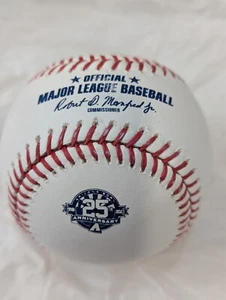 OFFICIAL
MAJOR LEAGUE BASEBALL
Robert D. Manfred Jr.
COMMISSIONER
25
ANNIVERSARY
A